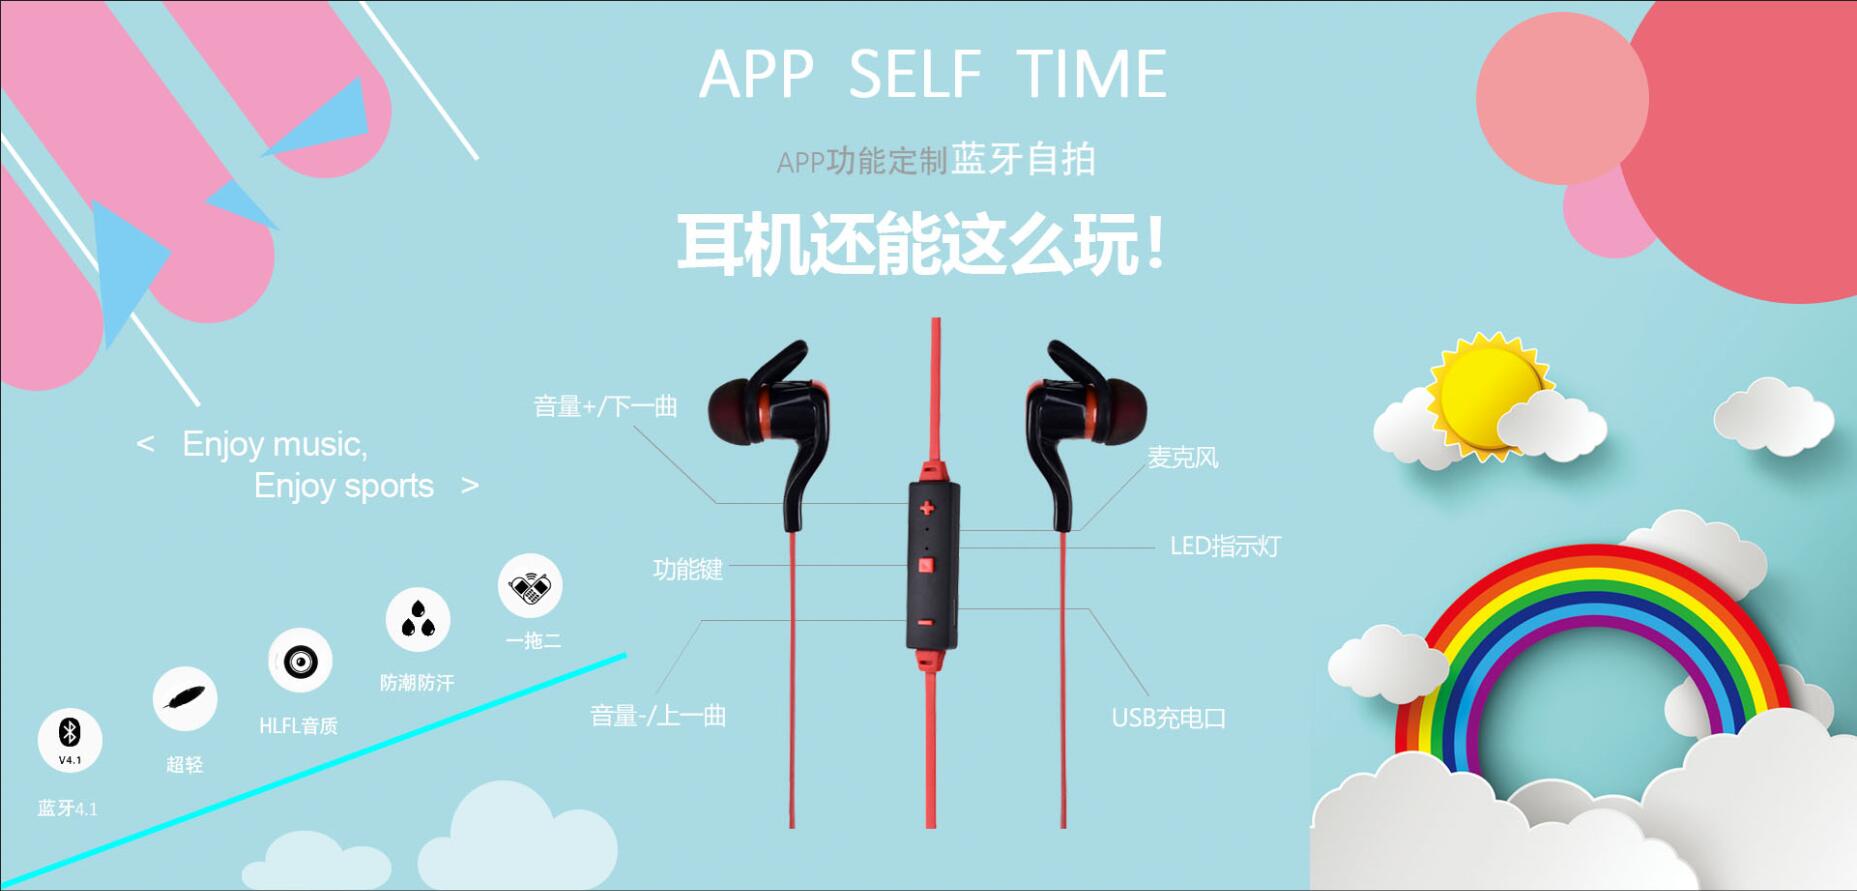 APP SELF TIME
APP功能定制蓝牙自拍
耳机还能这么玩！
< Enjoy music,
Enjoy sports >
音量+/下一曲
功能键
音量-/上一曲
麦克风
LED指示灯
USB充电口
一拖二
防潮防汗
HLFL音质
超轻
V4.1
蓝牙4.1